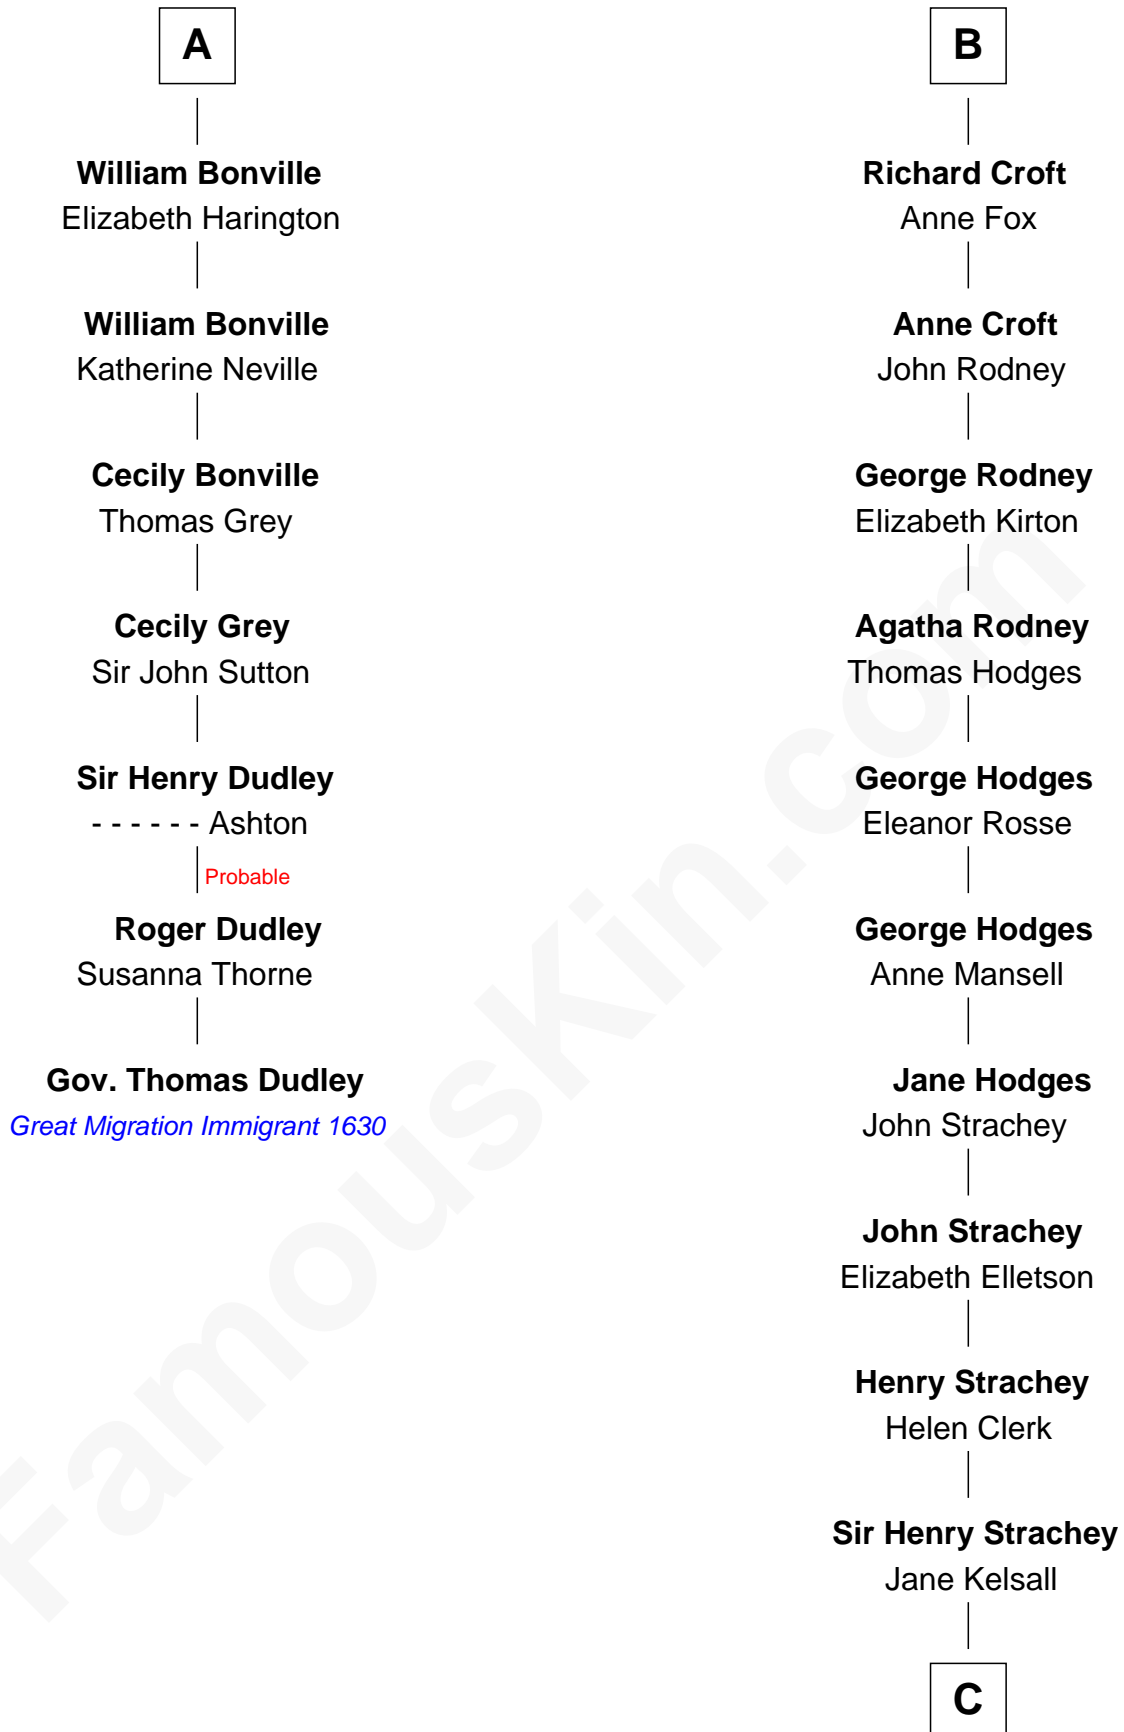 A
William Bonville
Elizabeth Harington
William Bonville
Katherine Neville
Cecily Bonville
Thomas Grey
Cecily Grey
Sir John Sutton
Sir Henry Dudley
- - - - - - Ashton
Probable
Roger Dudley
Susanna Thorne
Gov. Thomas Dudley
Great Migration Immigrant 1630
B
Richard Croft
Anne Fox
Anne Croft
John Rodney
George Rodney
Elizabeth Kirton
Agatha Rodney
Thomas Hodges
George Hodges
Eleanor Rosse
George Hodges
Anne Mansell
Jane Hodges
John Strachey
John Strachey
Elizabeth Elletson
Henry Strachey
Helen Clerk
Sir Henry Strachey
Jane Kelsall
C
FamousKin.com